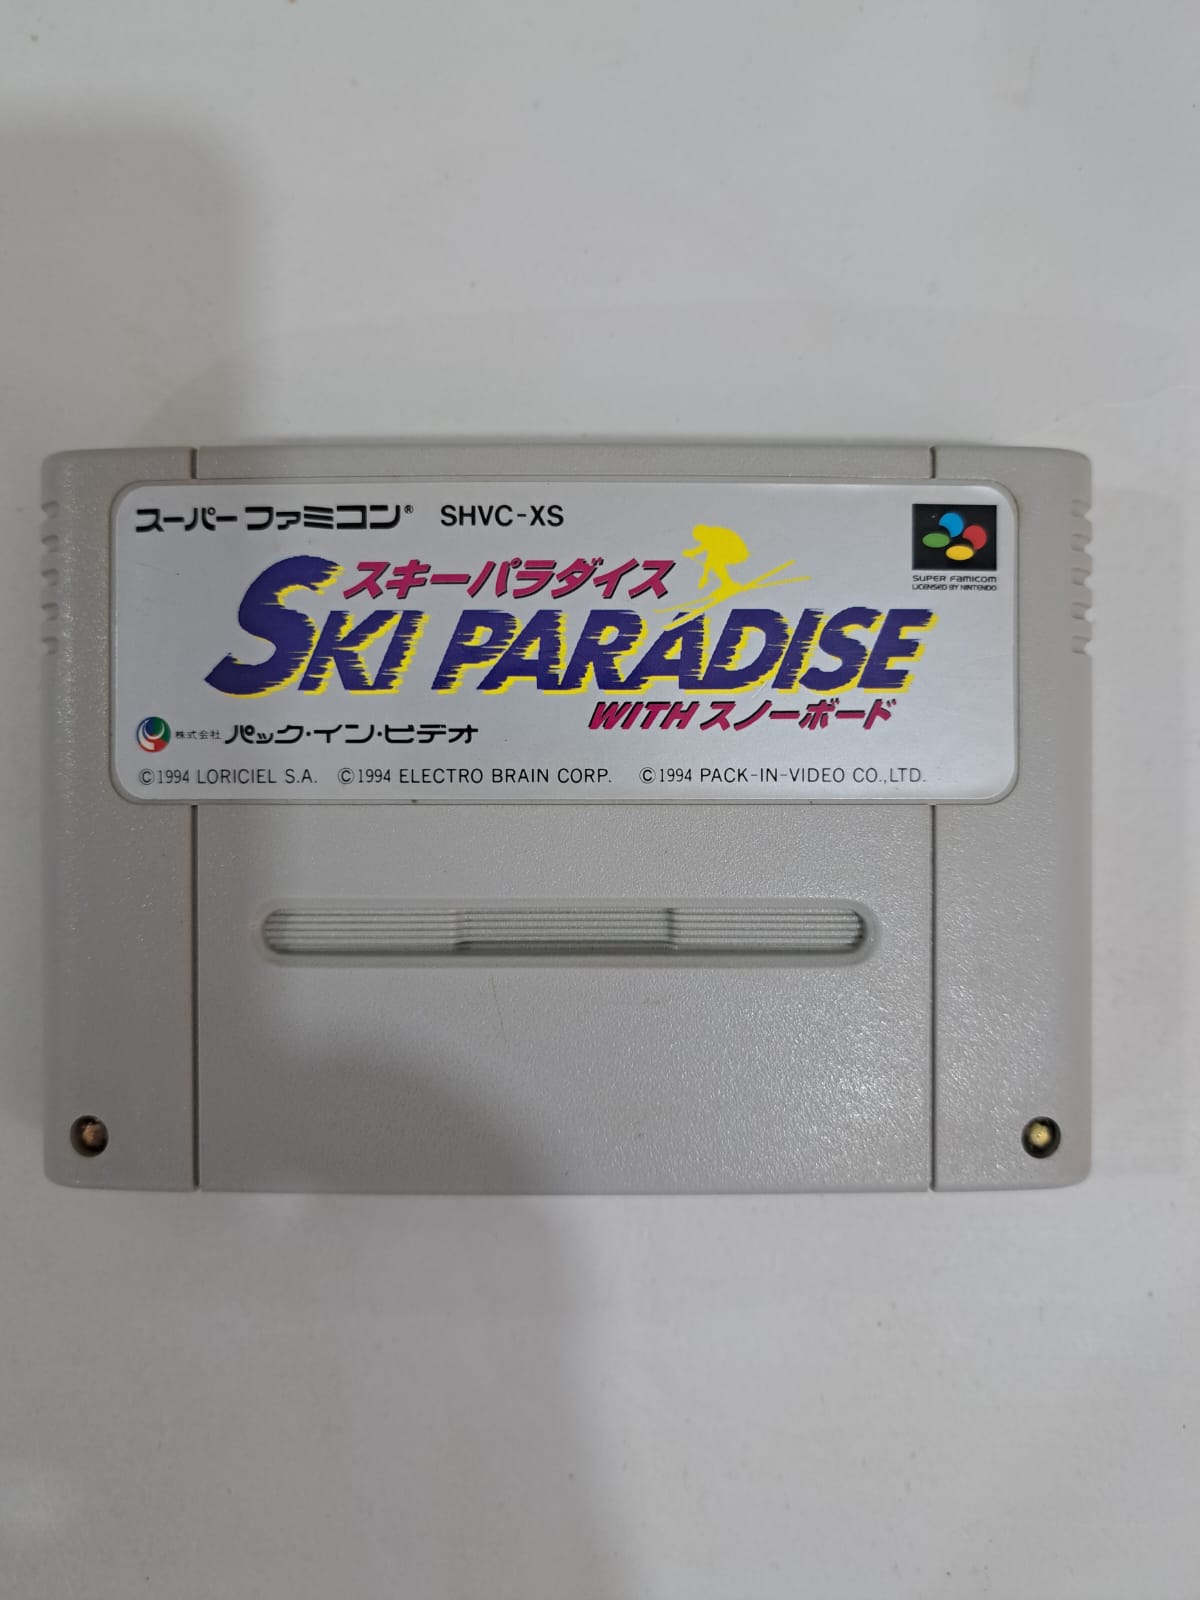 スーパーファミコン® SHVC-XS
スキーパラダイス
SKI PARADISE
WITH スノーボード
SUPER FAMICOM
LICENSED BY NINTENDO
株式会社 パック・イン・ビデオ
©1994 LORICIEL S.A. ©1994 ELECTRO BRAIN CORP. ©1994 PACK-IN-VIDEO CO.,LTD.